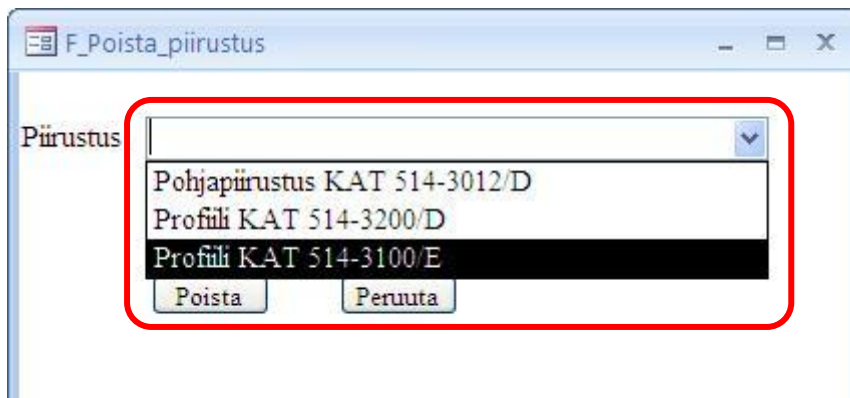 F_Poista_piirustus
Piirustus
Pohjapiirustus KAT 514-3012/D
Profiili KAT 514-3200/D
Profiili KAT 514-3100/E
Poista Peruuta